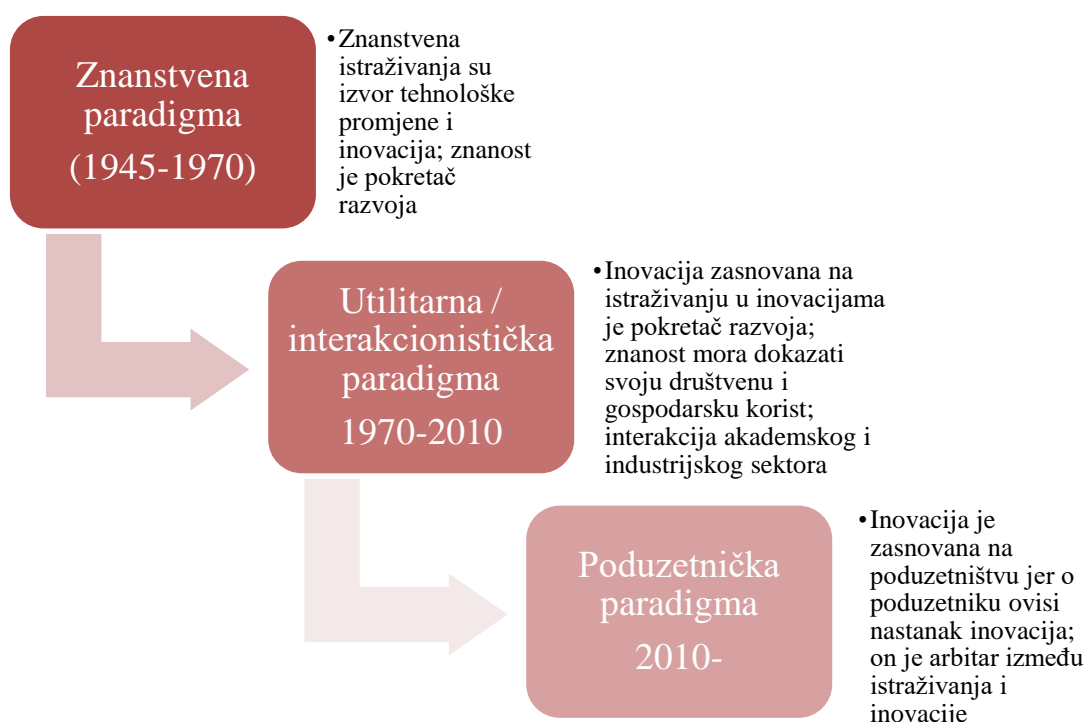 Znanstvena
paradigma
(1945-1970)
•Znanstvena
istraživanja su
izvor tehnološke
promjene i
inovacija; znanost
je pokretač
razvoja
Utilitarna /
interakcionistička
paradigma
1970-2010
•Inovacija zasnovana na
istraživanju u inovacijama
je pokretač razvoja;
znanost mora dokazati
svoju društvenu i
gospodarsku korist;
interakcija akademskog i
industrijskog sektora
Poduzetnička
paradigma
2010-
•Inovacija je
zasnovana na
poduzetništvu jer o
poduzetniku ovisi
nastanak inovacija;
on je arbitar između
istraživanja i
inovacije